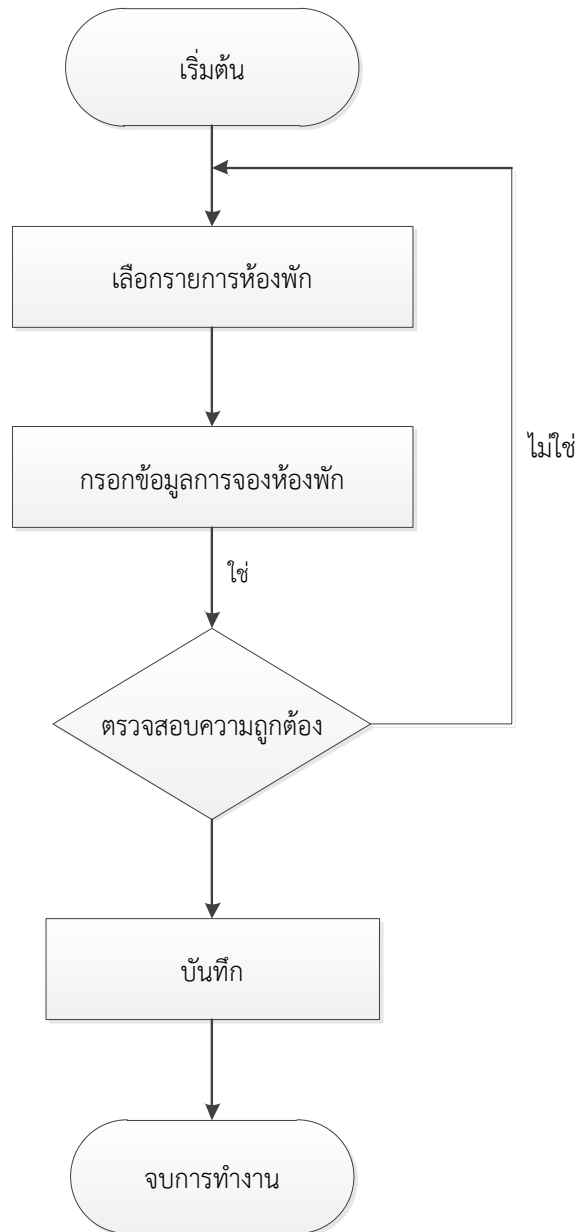 เริ่มต้น
เลือกรายการห้องพัก
กรอกข้อมูลการจองห้องพัก
ไม่ใช่
ใช่
ตรวจสอบความถูกต้อง
บันทึก
จบการทำงาน